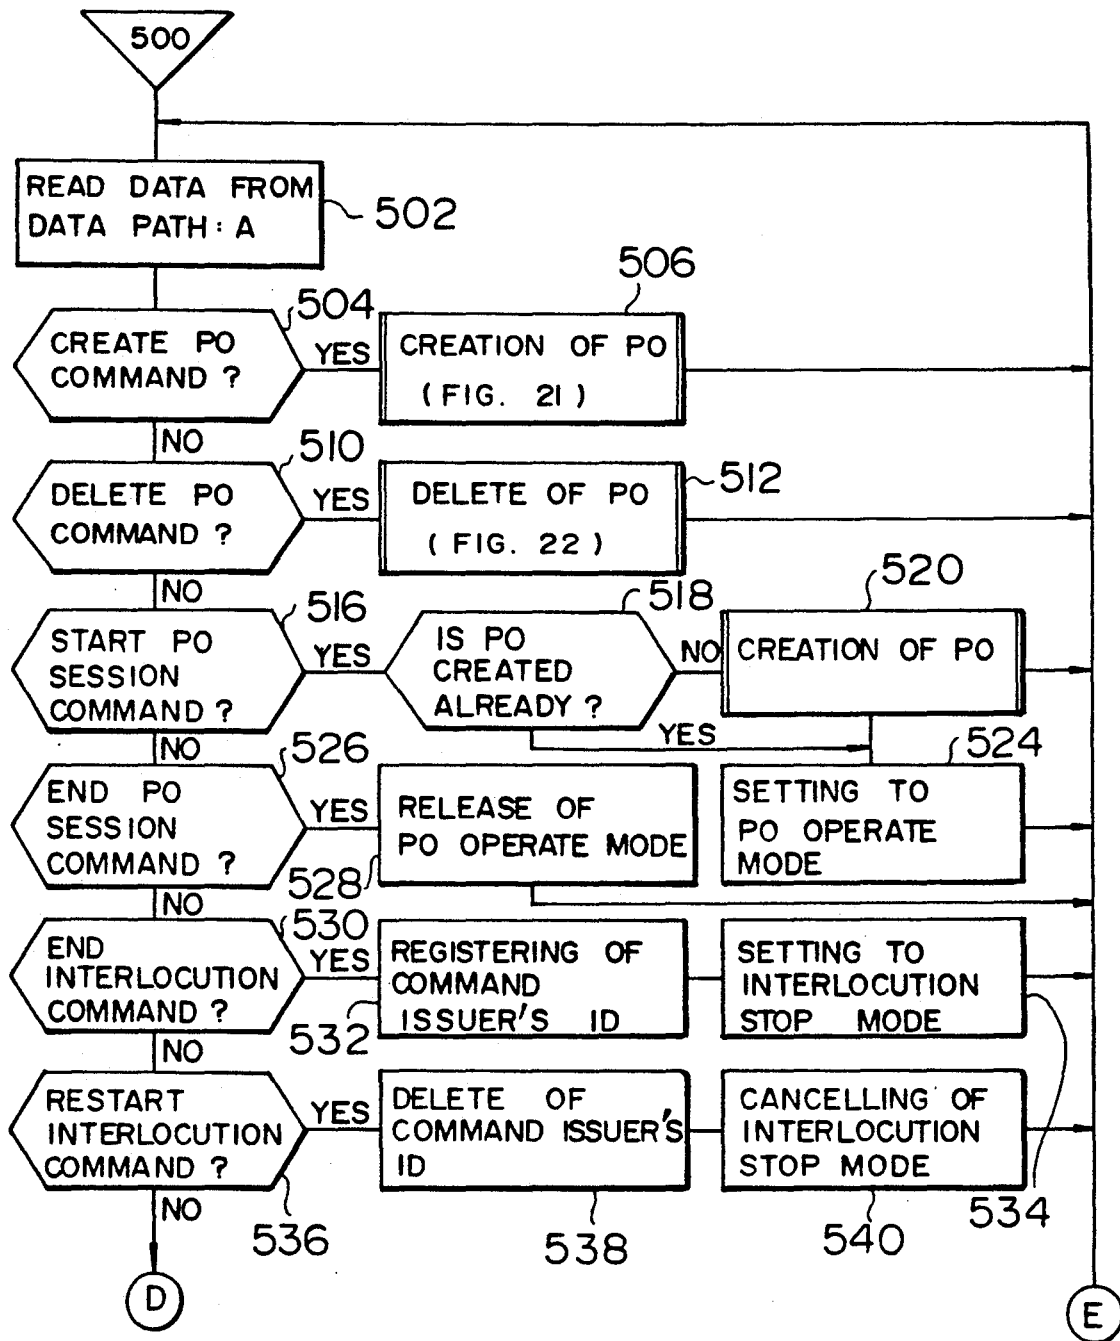 500
READ DATA FROM
DATA PATH : A
502
504
CREATE PO
COMMAND ?
YES
506
CREATION OF PO
( FIG. 21 )
NO
510
DELETE PO
COMMAND ?
YES
DELETE OF PO
( FIG. 22 )
512
NO
516
START PO
SESSION
COMMAND ?
YES
518
IS PO
CREATED
ALREADY ?
NO
520
CREATION OF PO
YES
NO
526
END PO
SESSION
COMMAND ?
YES
RELEASE OF
PO OPERATE MODE
528
524
SETTING TO
PO OPERATE
MODE
NO
530
END
INTERLOCUTION
COMMAND ?
YES
REGISTERING OF
COMMAND
ISSUER'S ID
532
SETTING TO
INTERLOCUTION
STOP MODE
534
NO
RESTART
INTERLOCUTION
COMMAND ?
536
YES
DELETE OF
COMMAND ISSUER'S
ID
538
CANCELLING OF
INTERLOCUTION
STOP MODE
540
NO
D
E